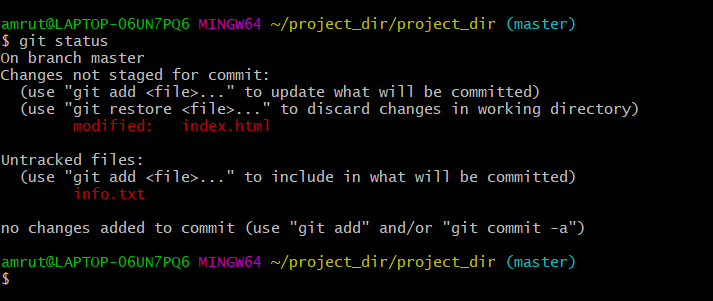 amrut@LAPTOP-06UN7PQ6 MINGW64 ~/project_dir/project_dir (master)
$ git status
On branch master
Changes not staged for commit:
  (use "git add <file>..." to update what will be committed)
  (use "git restore <file>..." to discard changes in working directory)
        modified:   index.html

Untracked files:
  (use "git add <file>..." to include in what will be committed)
        info.txt

no changes added to commit (use "git add" and/or "git commit -a")

amrut@LAPTOP-06UN7PQ6 MINGW64 ~/project_dir/project_dir (master)
$